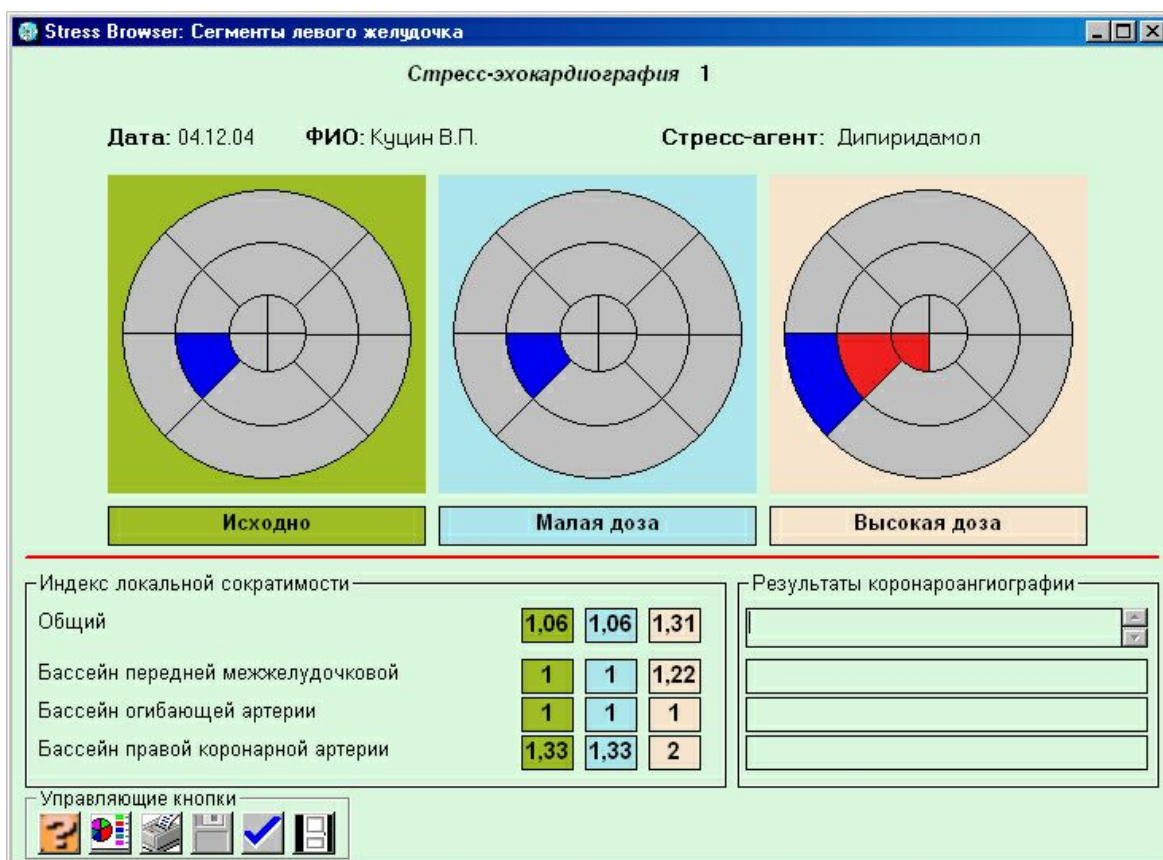 Stress Browser: Сегменты левого желудочка
Стресс-эхокардиография 1
Дата: 04.12.04 ФИО: Куцин В.П. Стресс-агент: Дипиридамол
Исходно Малая доза Высокая доза
Индекс локальной сократимости Результаты коронароангиографии
Общий 1,06 1,06 1,31
Бассейн передней межжелудочковой 1 1 1,22
Бассейн огибающей артерии 1 1 1
Бассейн правой коронарной артерии 1,33 1,33 2
Управляющие кнопки